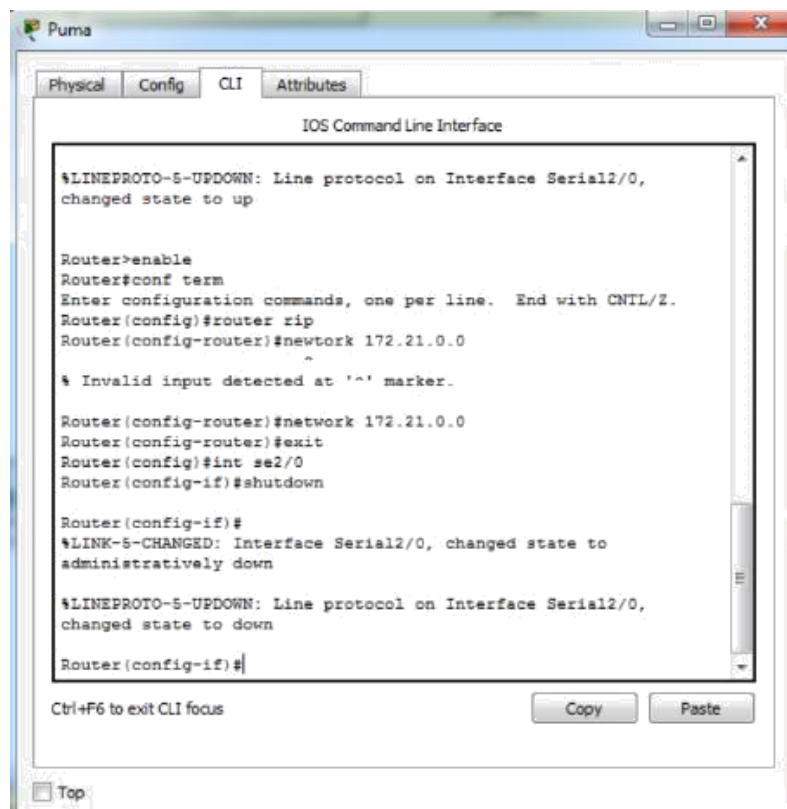 Puma
Physical Config CLI Attributes
IOS Command Line Interface
%LINEPROTO-5-UPDOWN: Line protocol on Interface Serial2/0,
changed state to up
Router>enable
Router#conf term
Enter configuration commands, one per line.  End with CNTL/Z.
Router(config)#router rip
Router(config-router)#newtork 172.21.0.0
^
% Invalid input detected at '^' marker.
Router(config-router)#network 172.21.0.0
Router(config-router)#exit
Router(config)#int se2/0
Router(config-if)#shutdown
Router(config-if)#
%LINK-5-CHANGED: Interface Serial2/0, changed state to
administratively down
%LINEPROTO-5-UPDOWN: Line protocol on Interface Serial2/0,
changed state to down
Router(config-if)#
Ctrl+F6 to exit CLI focus Copy Paste
Top